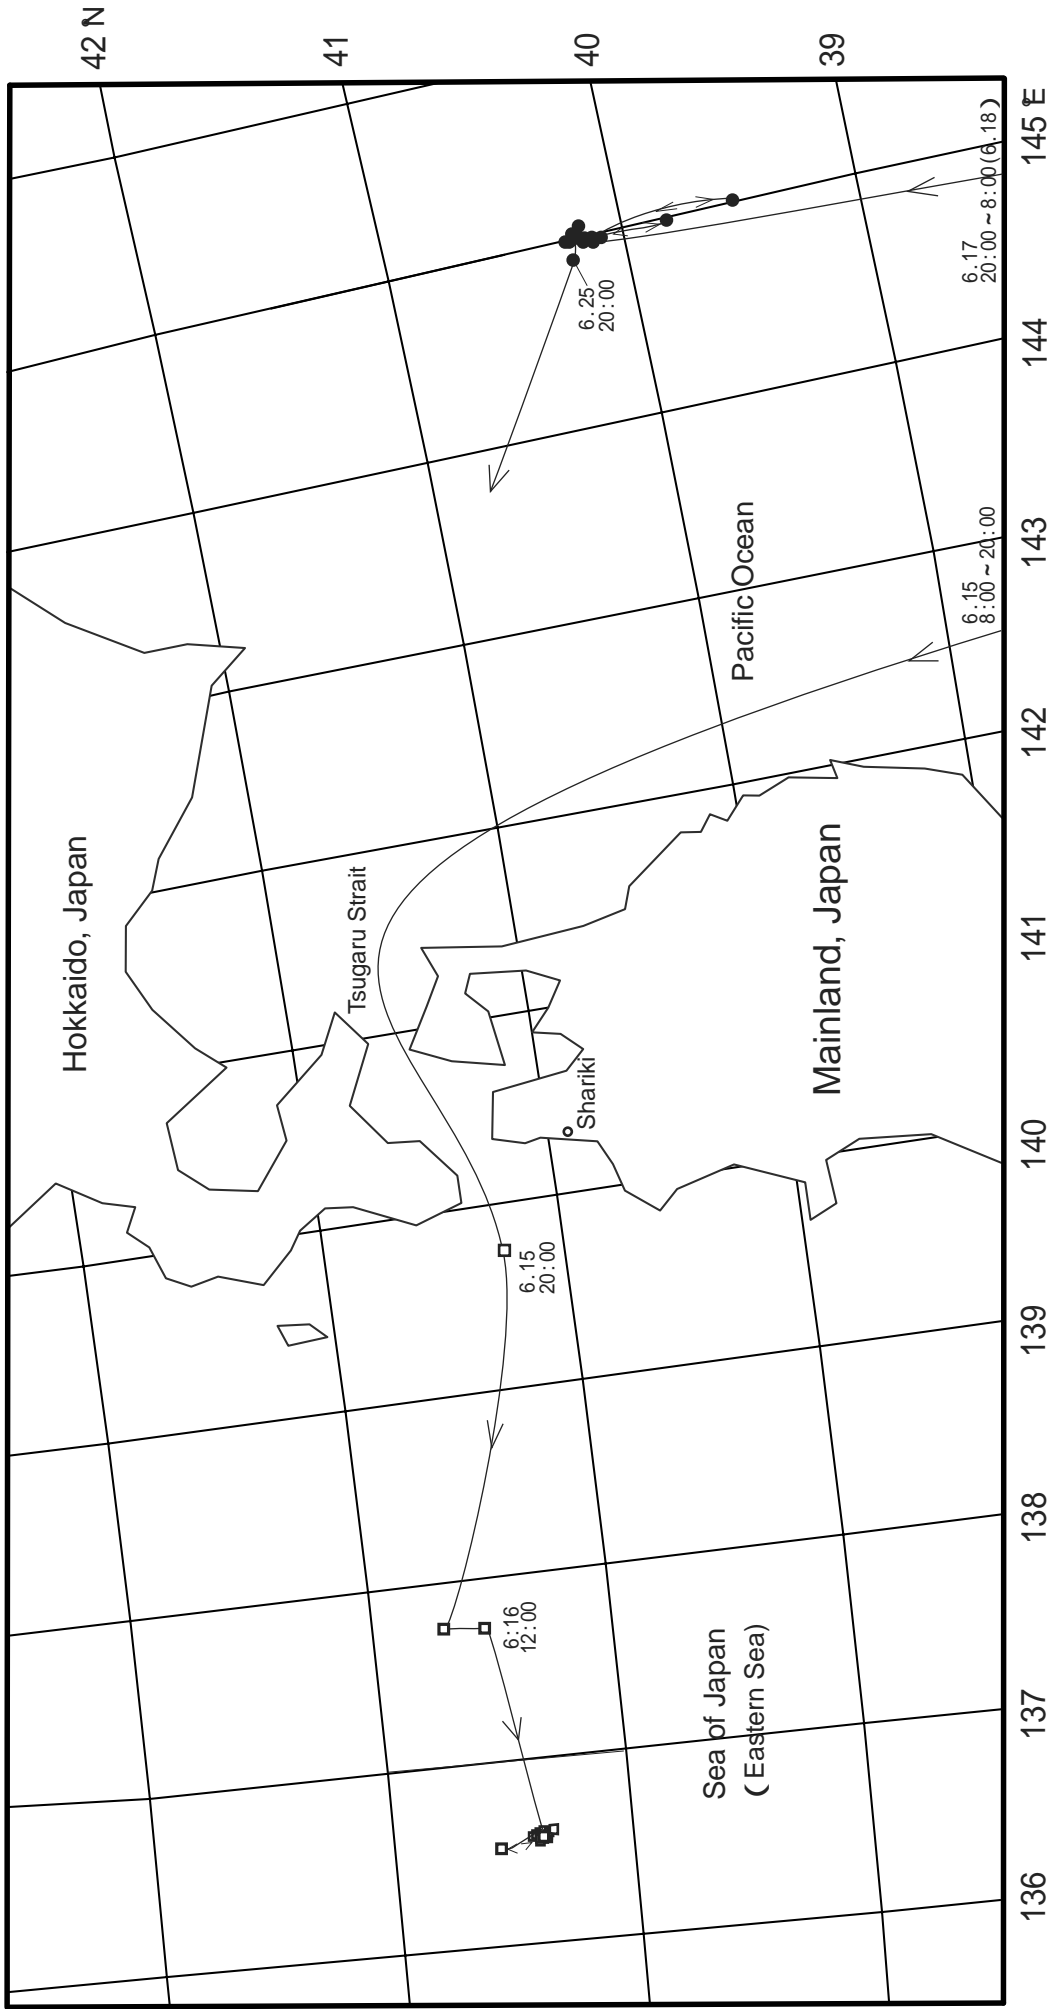 42°N
41
40
39
145°E
144
143
142
141
140
139
138
137
136
Hokkaido, Japan
Tsugaru Strait
Mainland, Japan
Shariki
Pacific Ocean
Sea of Japan
(Eastern Sea)
6.17
20:00~8:00(6.18)
6.25
20:00
6.15
8:00~20:00
6.15
20:00
6:16
12:00